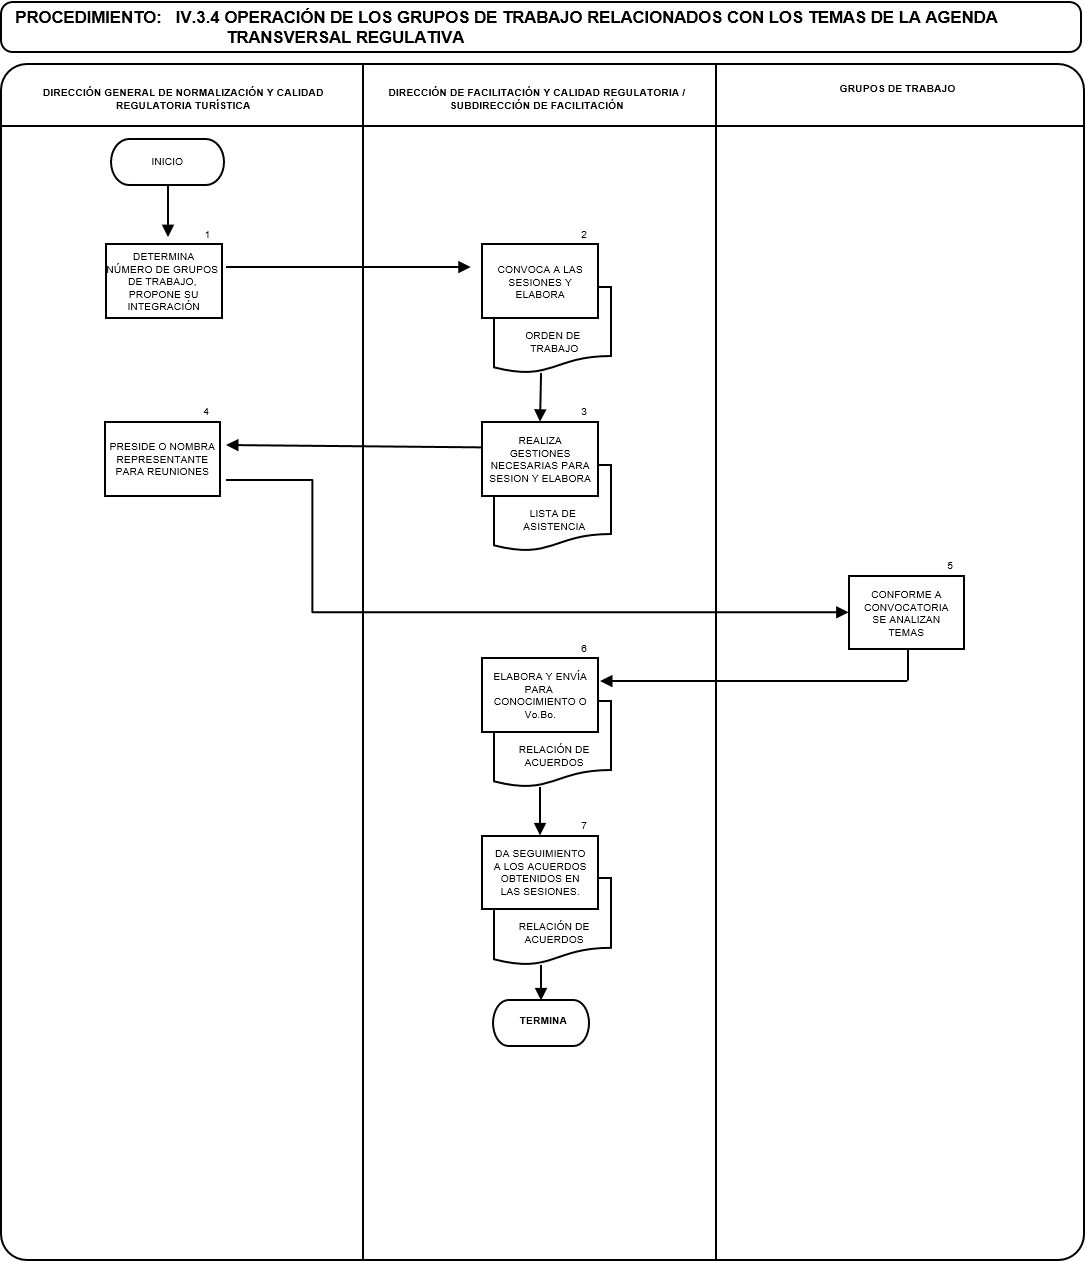 PROCEDIMIENTO: IV.3.4 OPERACIÓN DE LOS GRUPOS DE TRABAJO RELACIONADOS CON LOS TEMAS DE LA AGENDA
TRANSVERSAL REGULATIVA
DIRECCIÓN GENERAL DE NORMALIZACIÓN Y CALIDAD
REGULATORIA TURÍSTICA
DIRECCIÓN DE FACILITACIÓN Y CALIDAD REGULATORIA /
SUBDIRECCIÓN DE FACILITACIÓN
GRUPOS DE TRABAJO
INICIO
1
DETERMINA
NÚMERO DE GRUPOS
DE TRABAJO,
PROPONE SU
INTEGRACIÓN
2
CONVOCA A LAS
SESIONES Y
ELABORA
ORDEN DE
TRABAJO
3
REALIZA
GESTIONES
NECESARIAS PARA
SESION Y ELABORA
LISTA DE
ASISTENCIA
4
PRESIDE O NOMBRA
REPRESENTANTE
PARA REUNIONES
5
CONFORME A
CONVOCATORIA
SE ANALIZAN
TEMAS
6
ELABORA Y ENVÍA
PARA
CONOCIMIENTO O
Vo.Bo.
RELACIÓN DE
ACUERDOS
7
DA SEGUIMIENTO
A LOS ACUERDOS
OBTENIDOS EN
LAS SESIONES.
RELACIÓN DE
ACUERDOS
TERMINA